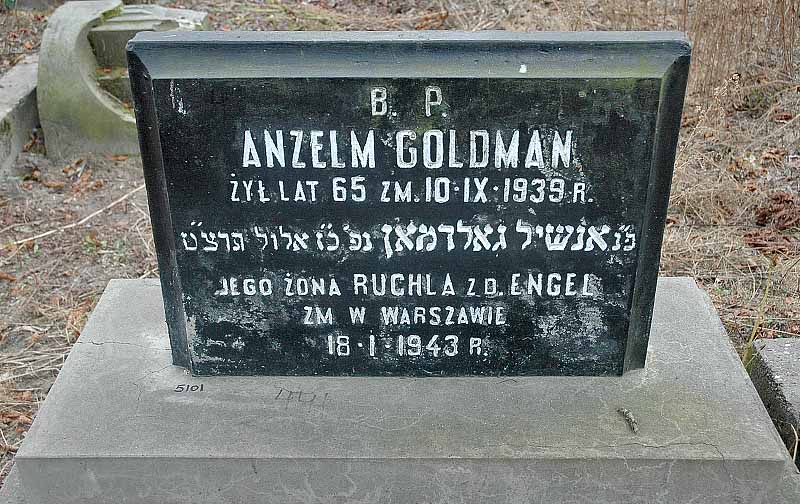 B. P.
ANZELM GOLDMAN
ŻYŁ LAT 65 ZM. 10·IX·1939 R.
פ"נ אנשיל גאלדמאן נפ' כ"ז אלול תרצ"ט
JEGO ŻONA RUCHLA Z D. ENGEL
ZM W WARSZAWIE
18·I·1943 R.
5101